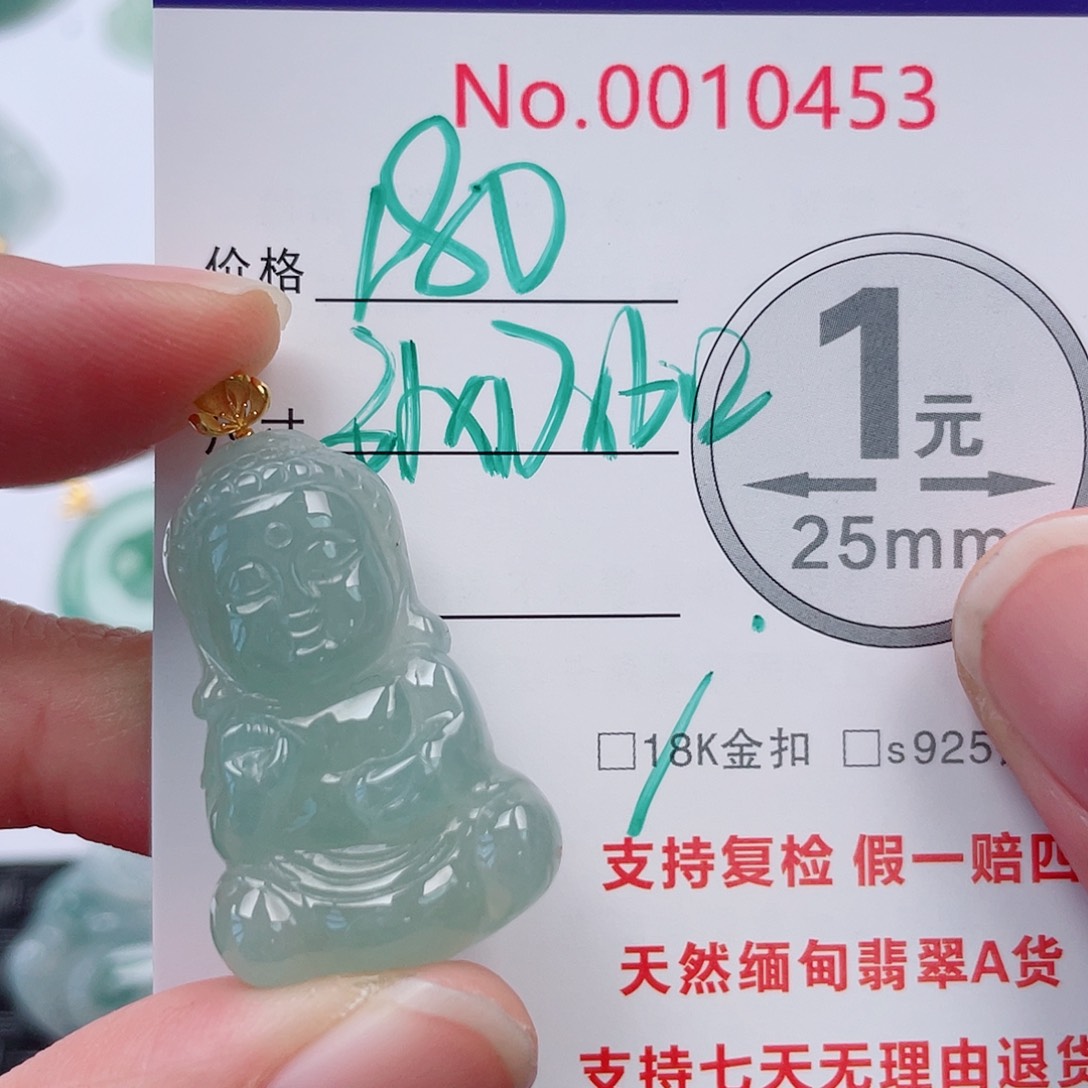 No.0010453
价格
1元
25mm
□18K金扣 □s925
支持复检 假一赔四
天然缅甸翡翠A货
支持七天无理由退货